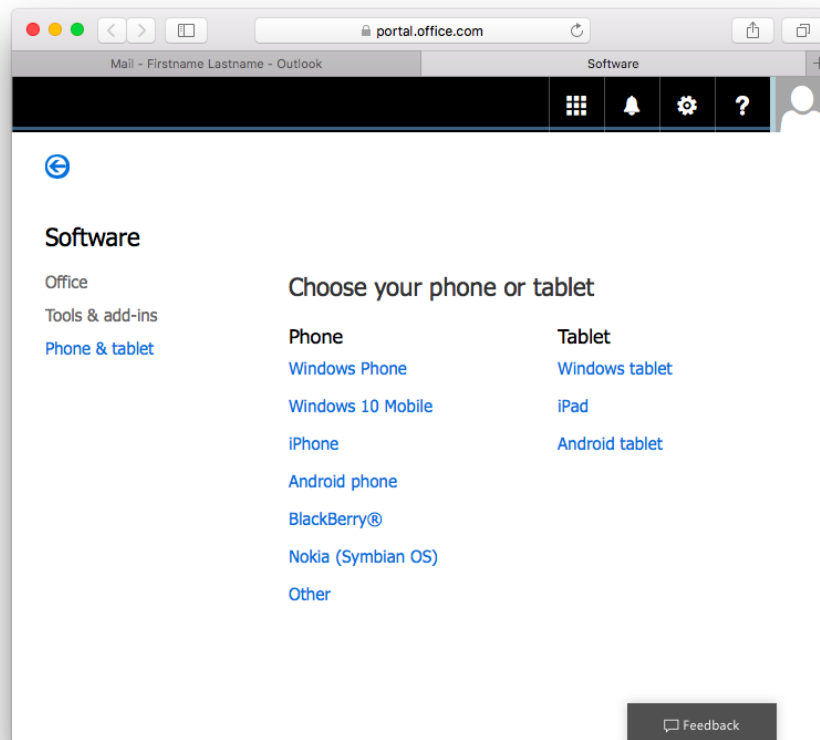 portal.office.com
Mail - Firstname Lastname - Outlook
Software
?
Software
Office
Tools & add-ins
Phone & tablet
Choose your phone or tablet
Phone
Windows Phone
Windows 10 Mobile
iPhone
Android phone
BlackBerry®
Nokia (Symbian OS)
Other
Tablet
Windows tablet
iPad
Android tablet
Feedback